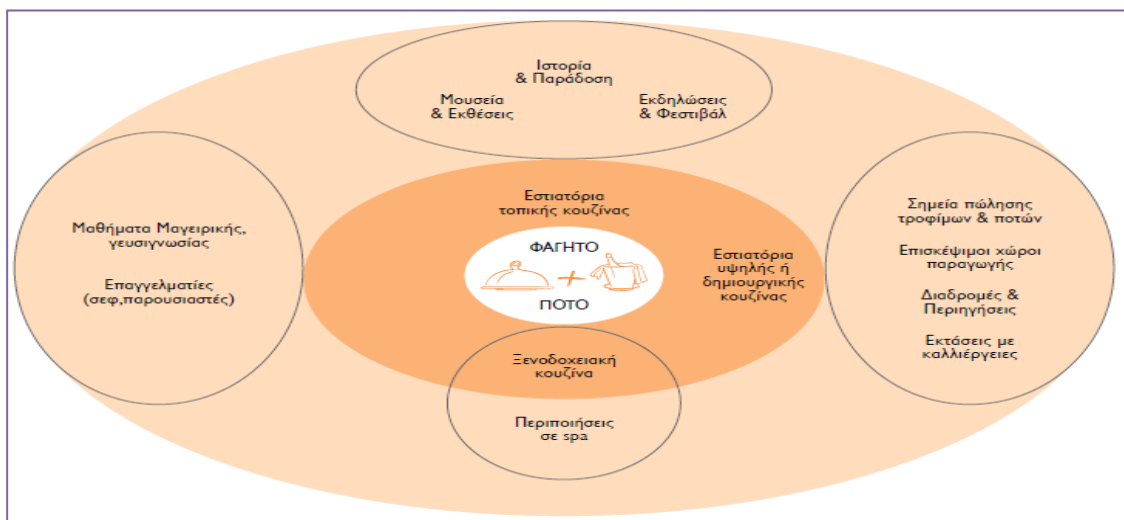 Ιστορία
& Παράδοση
Μουσεία
& Εκθέσεις
Εκδηλώσεις
& Φεστιβάλ
Μαθήματα Μαγειρικής,
γευσιγνωσίας
Επαγγελματίες
(σεφ,παρουσιαστές)
Εστιατόρια
τοπικής κουζίνας
ΦΑΓΗΤΟ
+
ΠΟΤΟ
Εστιατόρια
υψηλής ή
δημιουργικής
κουζίνας
Ξενοδοχειακή
κουζίνα
Περιποιήσεις
σε spa
Σημεία πώλησης
τροφίμων & ποτών
Επισκέψιμοι χώροι
παραγωγής
Διαδρομές &
Περιηγήσεις
Εκτάσεις με
καλλιέργειες